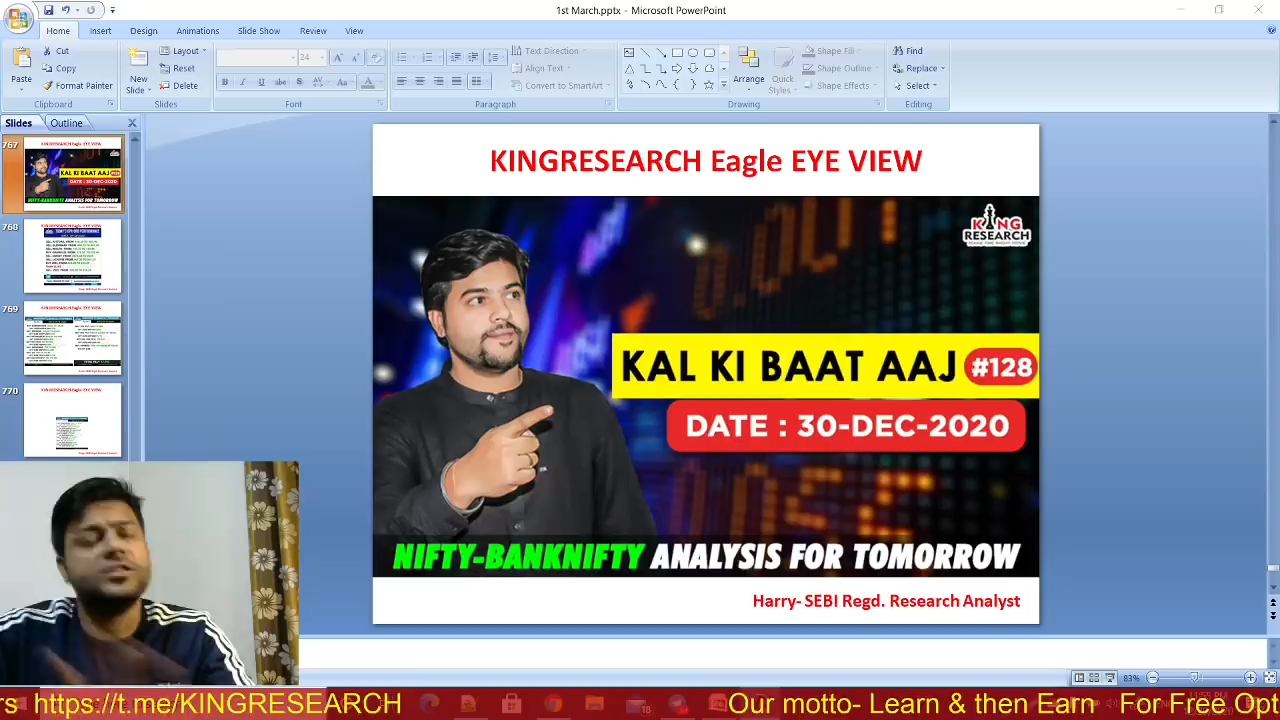 1st March.pptx - Microsoft PowerPoint
Home Insert Design Animations Slide Show Review View
Paste
Cut
Copy
Format Painter
Clipboard
New
Slide
Layout
Reset
Delete
Slides
24
Font
Paragraph
Text Direction
Align Text
Convert to SmartArt
Arrange
Quick
Styles
Shape Fill
Shape Outline
Shape Effects
Drawing
Find
Replace
Select
Editing
Slides Outline
767
768
769
770
KINGRESEARCH Eagle EYE VIEW
KING
RESEARCH
KAL KI BAAT AAJ #128
DATE : 30-DEC-2020
NIFTY-BANKNIFTY ANALYSIS FOR TOMORROW
Harry- SEBI Regd. Research Analyst
83%
rs https://t.me/KINGRESEARCH
Our motto- Learn & then Earn For Free Opt